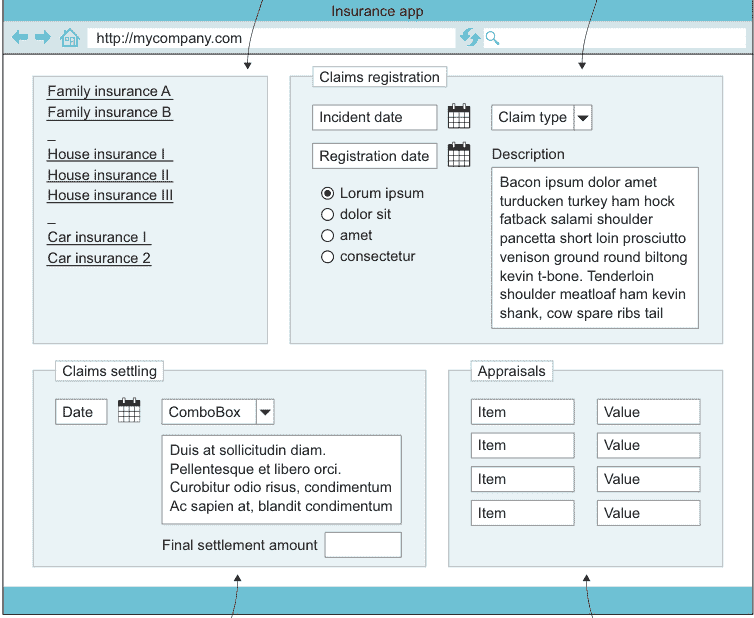 Insurance app
http://mycompany.com
Family insurance A
Family insurance B
House insurance I
House insurance II
House insurance III
Car insurance I
Car insurance 2
Claims registration
Incident date
Claim type
Registration date
Description
Lorum ipsum
dolor sit
amet
consectetur
Bacon ipsum dolor amet
turducken turkey ham hock
fatback salami shoulder
pancetta short loin prosciutto
venison ground round biltong
kevin t-bone. Tenderloin
shoulder meatloaf ham kevin
shank, cow spare ribs tail
Claims settling
Date
ComboBox
Duis at sollicitudin diam.
Pellentesque et libero orci.
Curobitur odio risus, condimentum
Ac sapien at, blandit condimentum
Final settlement amount
Appraisals
Item Value
Item Value
Item Value
Item Value